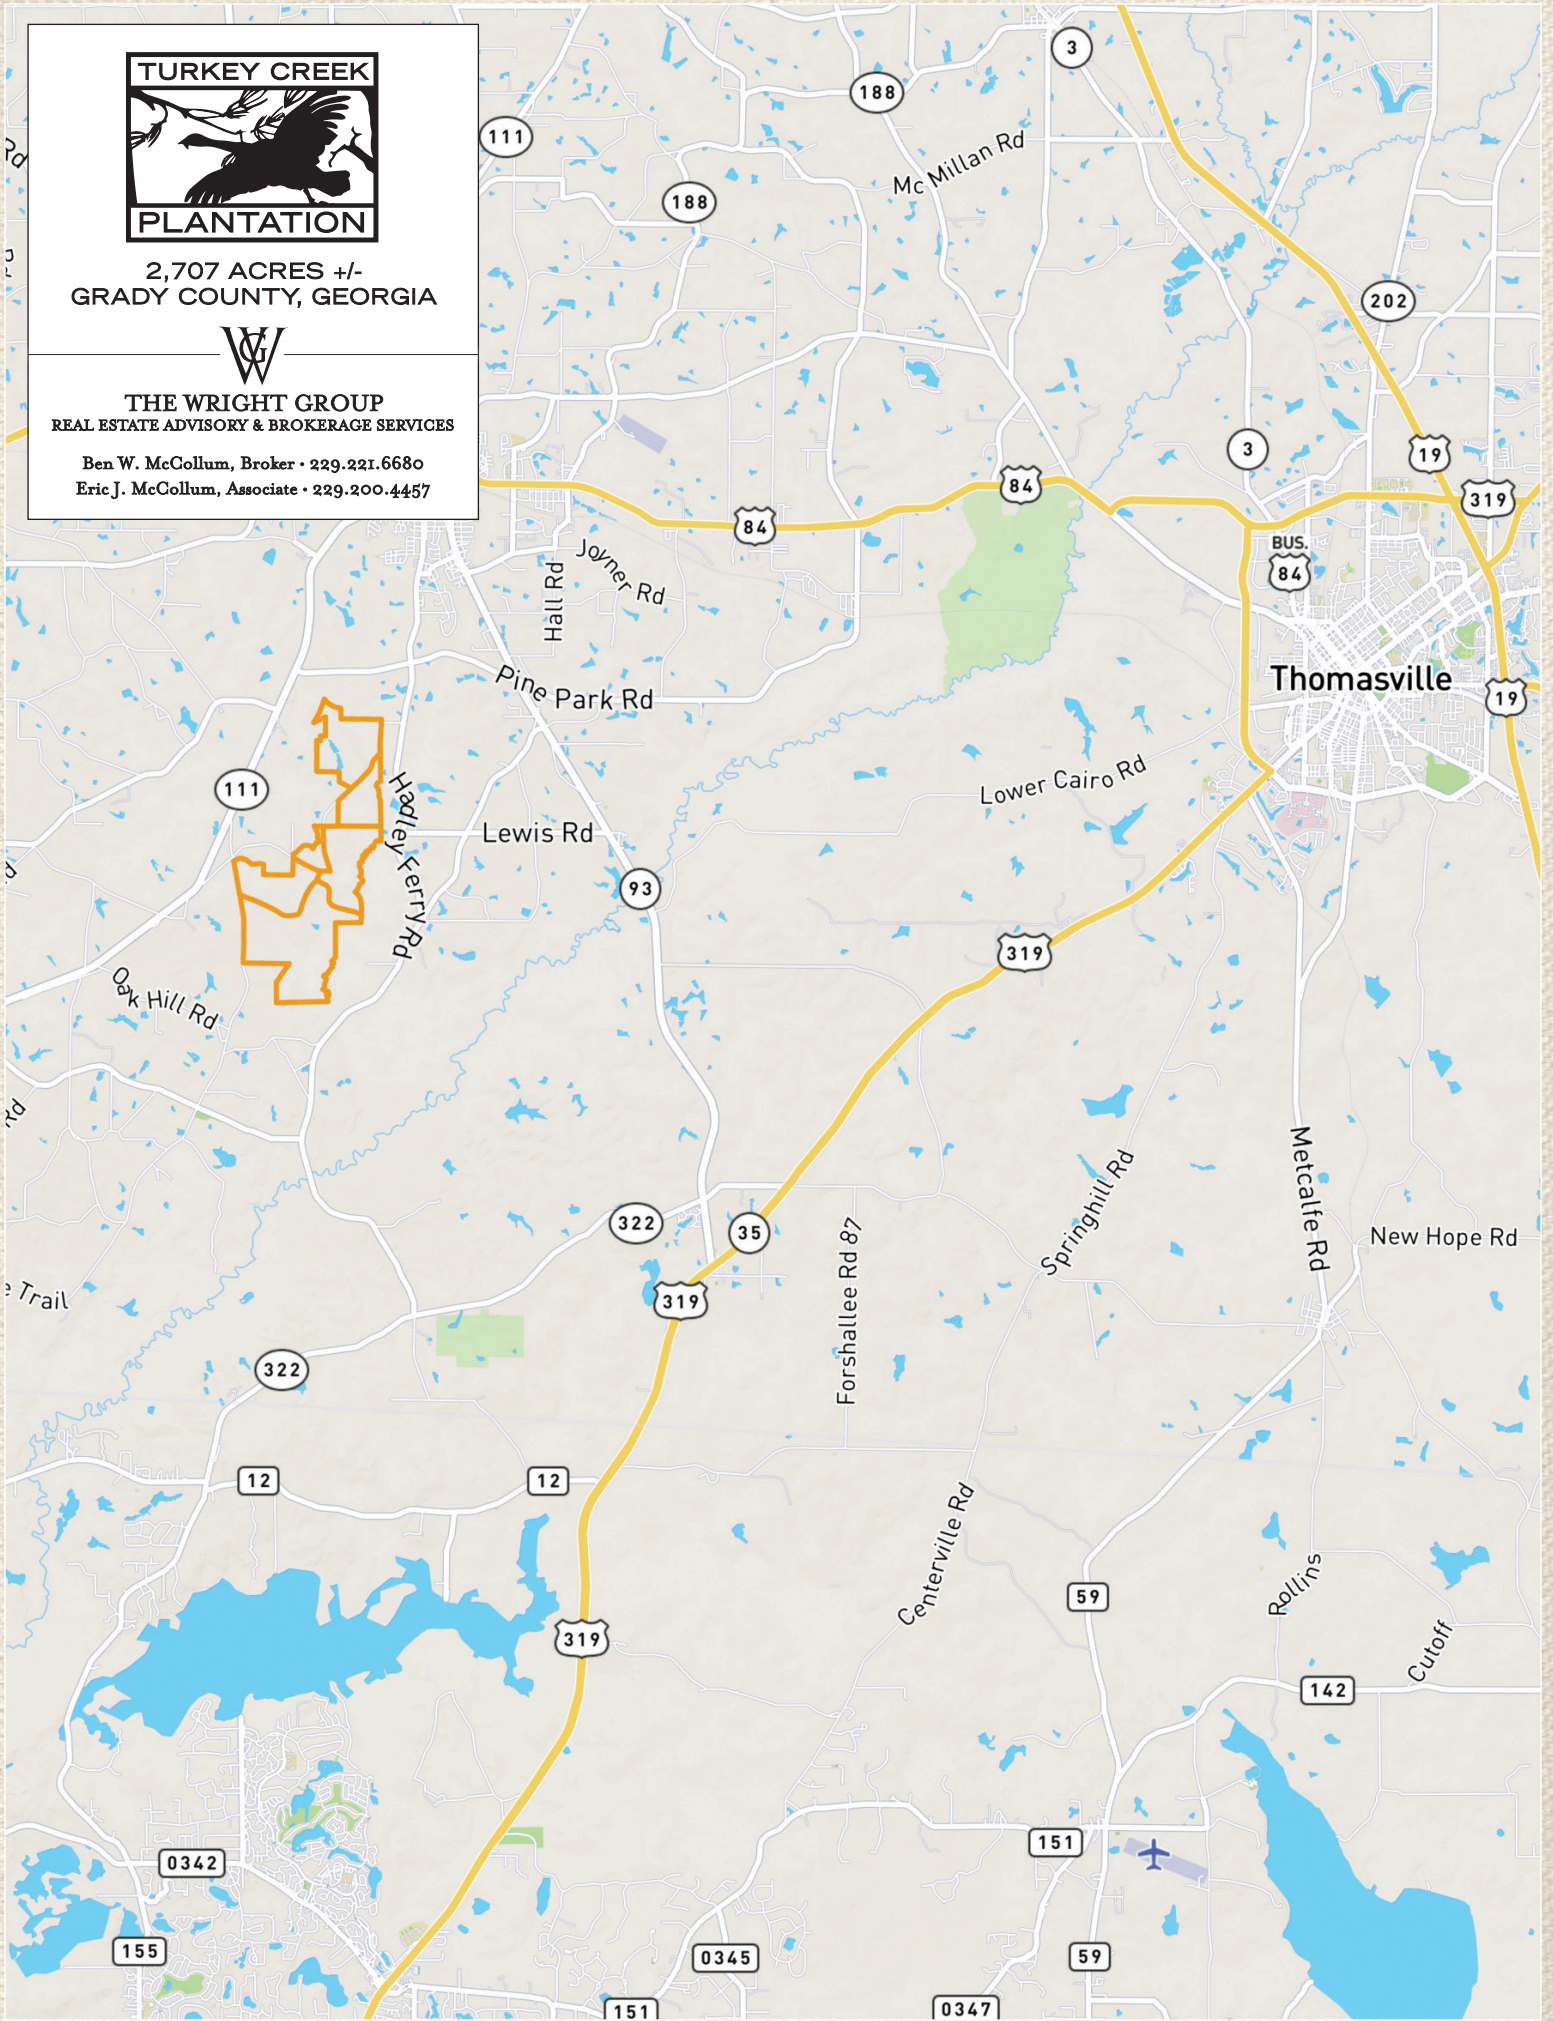 TURKEY CREEK
PLANTATION
2,707 ACRES +/-
GRADY COUNTY, GEORGIA
WG
THE WRIGHT GROUP
REAL ESTATE ADVISORY & BROKERAGE SERVICES
Ben W. McCollum, Broker • 229.221.6680
Eric J. McCollum, Associate • 229.200.4457
3
188
111
Mc Millan Rd
Rd
188
202
3
19
84
319
84
BUS.
84
Joyner Rd
Hall Rd
Thomasville
Pine Park Rd
19
Lower Cairo Rd
111
Hadley Ferry Rd
Lewis Rd
93
319
Oak Hill Rd
Rd
Metcalfe Rd
Springhill Rd
322
35
Forshallee Rd 87
New Hope Rd
e Trail
319
322
12
12
Centerville Rd
59
Rollins
319
Cutoff
142
151
0342
155
0345
59
151
0347